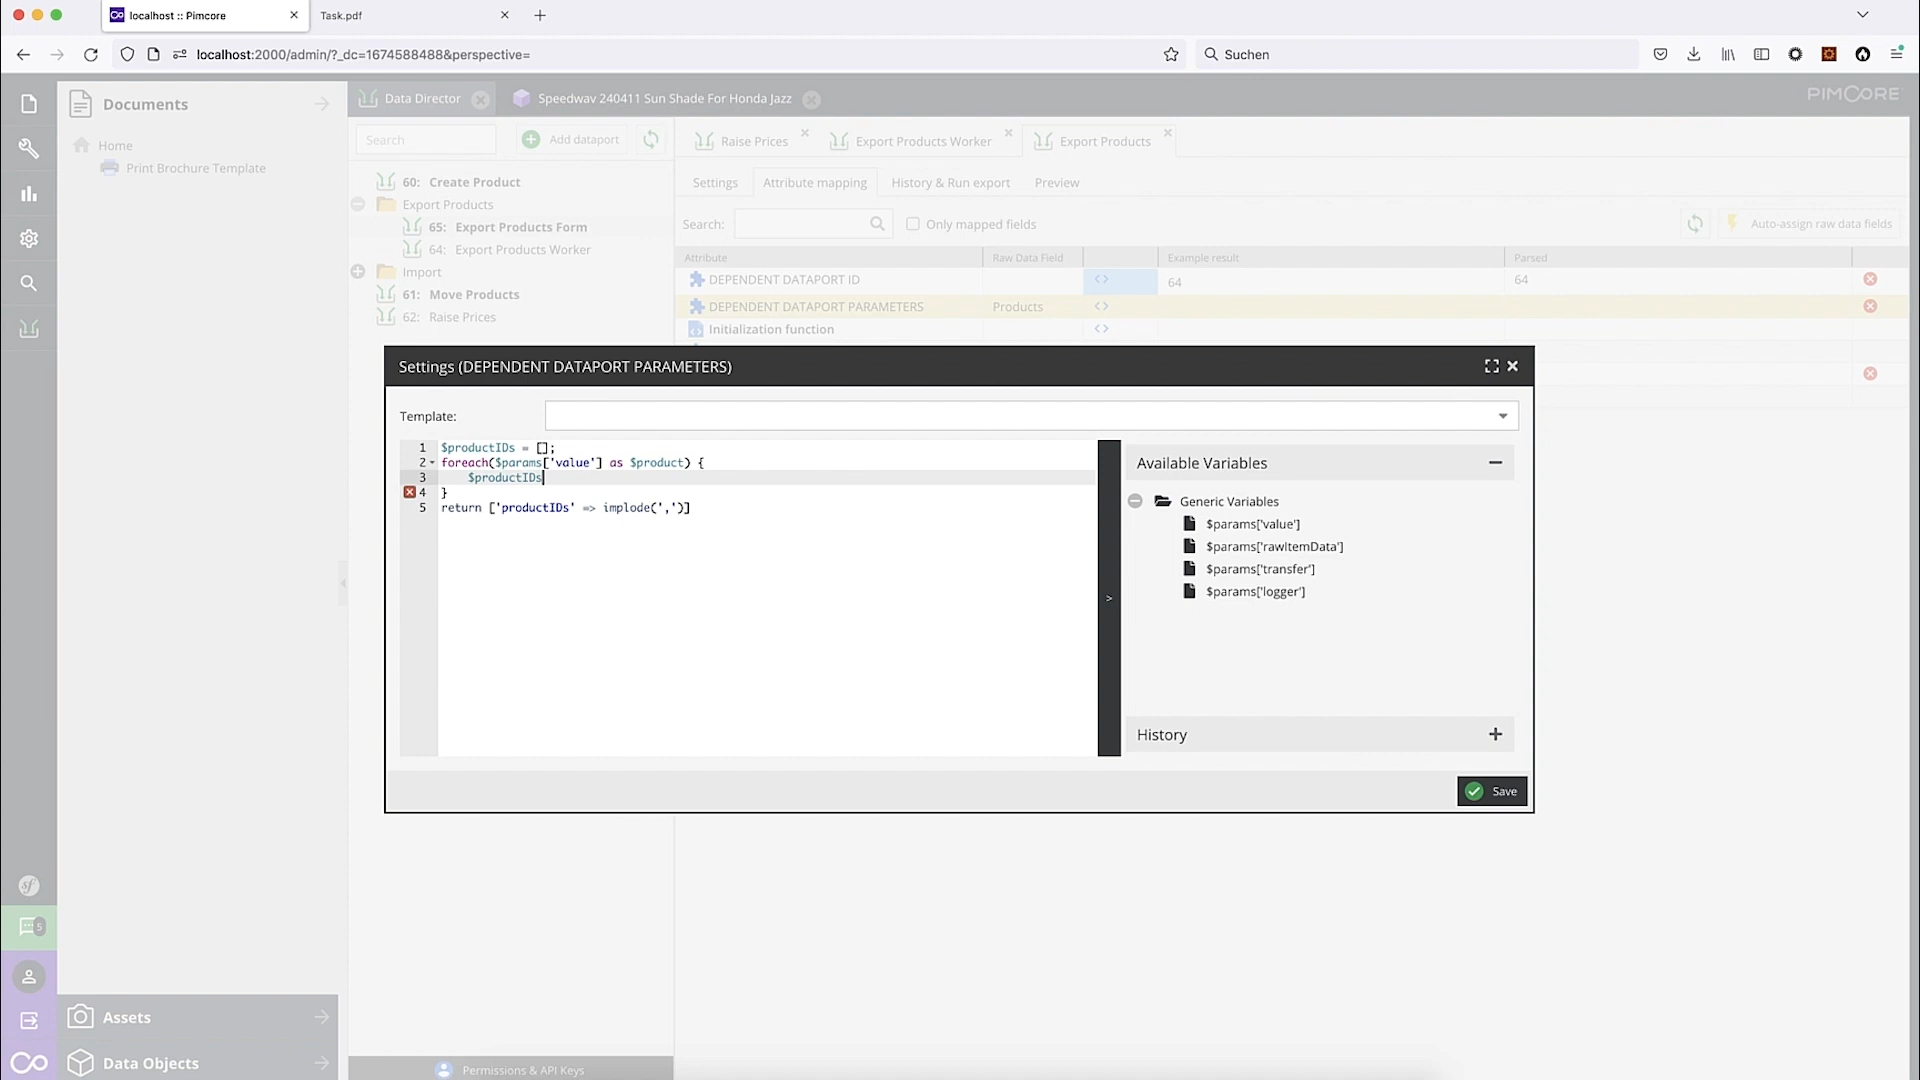 localhost :: Pimcore
Task.pdf
localhost:2000/admin/?_dc=1674588488&perspective=
Suchen
Documents
Home
Print Brochure Template
Data Director
Speedwav 240411 Sun Shade For Honda Jazz
PIMCORE
Search
Add dataport
60: Create Product
Export Products
65: Export Products Form
64: Export Products Worker
Import
61: Move Products
62: Raise Prices
Raise Prices
Export Products Worker
Export Products
Settings
Attribute mapping
History & Run export
Preview
Search:
Only mapped fields
Auto-assign raw data fields
Attribute
Raw Data Field
Example result
Parsed
DEPENDENT DATAPORT ID
64
64
DEPENDENT DATAPORT PARAMETERS
Products
Initialization function
Settings (DEPENDENT DATAPORT PARAMETERS)
Template:
1 $productIDs = [];
2 foreach($params['value'] as $product) {
3 $productIDs
4 }
5 return ['productIDs' => implode(',')]
>
Available Variables
Generic Variables
$params['value']
$params['rawItemData']
$params['transfer']
$params['logger']
History
Save
sf
5
Assets
Data Objects
Permissions & API Keys